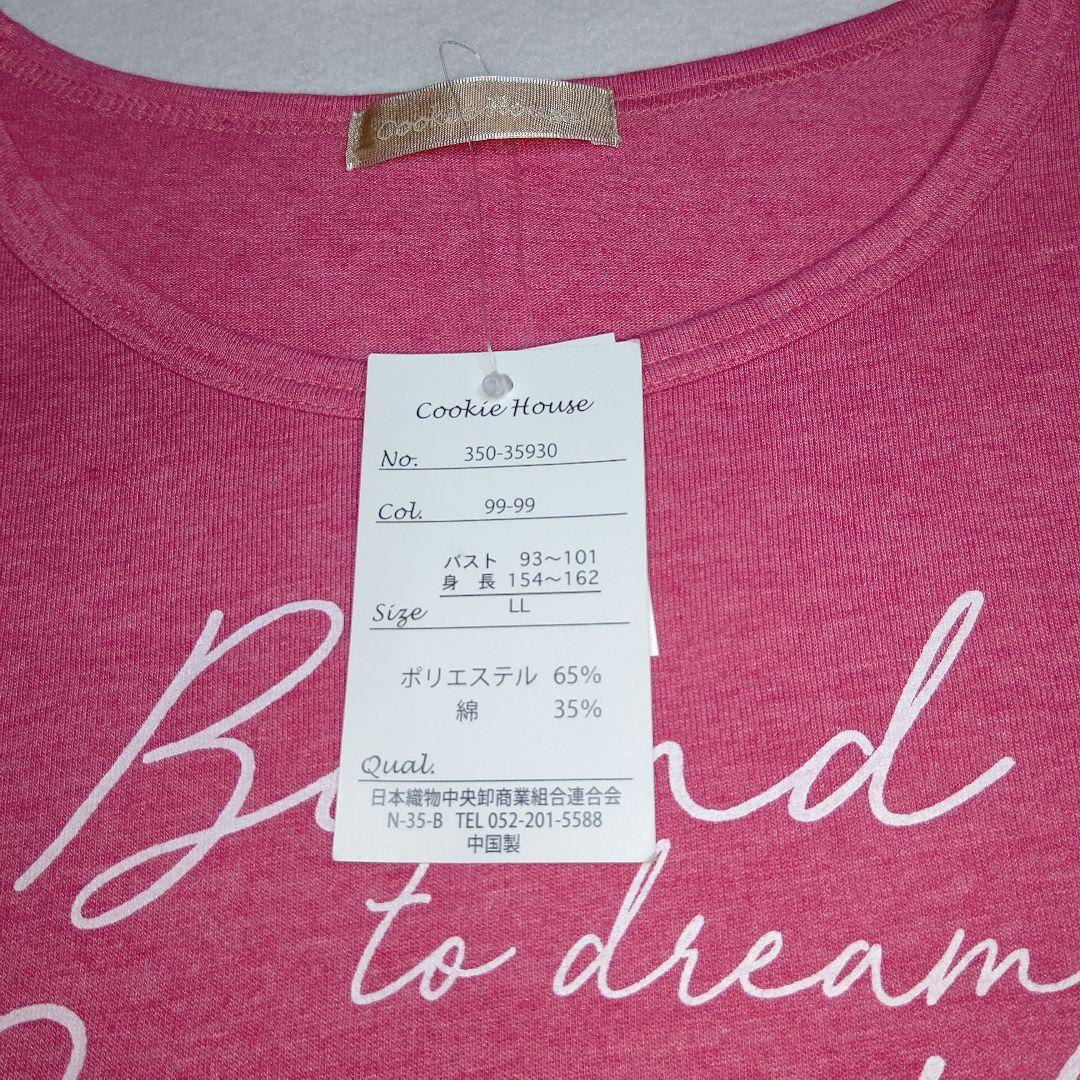 Cookie House
Cookie House
No. 350-35930
Col. 99-99
バスト 93～101
身 長 154～162
Size LL
ポリエステル 65%
綿 35%
Qual.
日本織物中央卸商業組合連合会
N-35-B TEL 052-201-5588
中国製
to dream